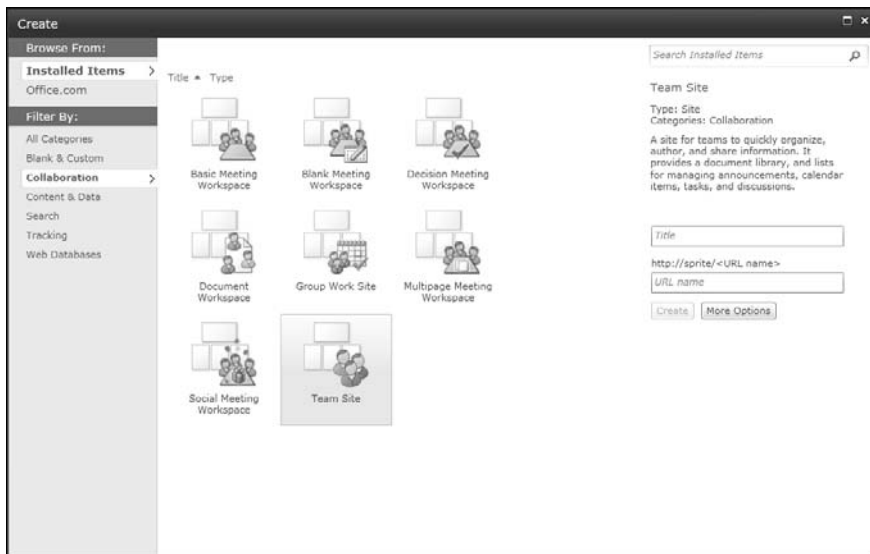 Create
Browse From:
Installed Items
Office.com
Filter By:
All Categories
Blank & Custom
Collaboration
Content & Data
Search
Tracking
Web Databases
Title Type
Basic Meeting
Workspace
Blank Meeting
Workspace
Decision Meeting
Workspace
Document
Workspace
Group Work Site
Multipage Meeting
Workspace
Social Meeting
Workspace
Team Site
Search Installed Items
Team Site
Type: Site
Categories: Collaboration
A site for teams to quickly organize,
author, and share information. It
provides a document library, and lists
for managing announcements, calendar
items, tasks, and discussions.
Title
http://sprite/<URL name>
URL name
Create
More Options